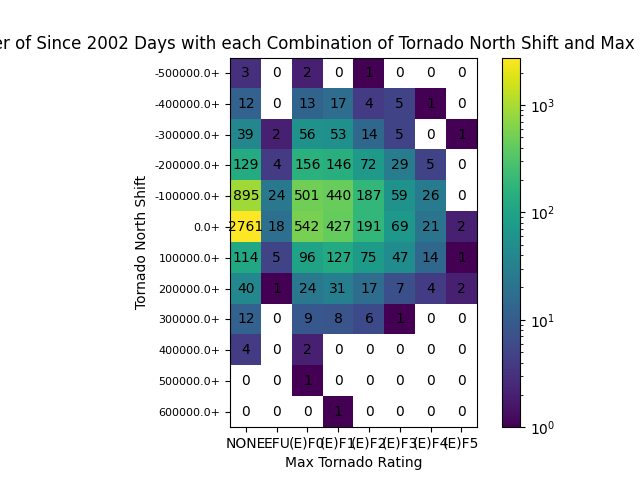 er of Since 2002 Days with each Combination of Tornado North Shift and Max
-500000.0+ 3 0 2 0 1 0 0 0
-400000.0+ 12 0 13 17 4 5 1 0
-300000.0+ 39 2 56 53 14 5 0 1
-200000.0+ 129 4 156 146 72 29 5 0
-100000.0+ 895 24 501 440 187 59 26 0
0.0+ 2761 18 542 427 191 69 21 2
100000.0+ 114 5 96 127 75 47 14 1
200000.0+ 40 1 24 31 17 7 4 2
300000.0+ 12 0 9 8 6 1 0 0
400000.0+ 4 0 2 0 0 0 0 0
500000.0+ 0 0 1 0 0 0 0 0
600000.0+ 0 0 0 1 0 0 0 0
NONE EFU (E)F0 (E)F1 (E)F2 (E)F3 (E)F4 (E)F5
Max Tornado Rating
Tornado North Shift
10³
10²
10¹
10⁰